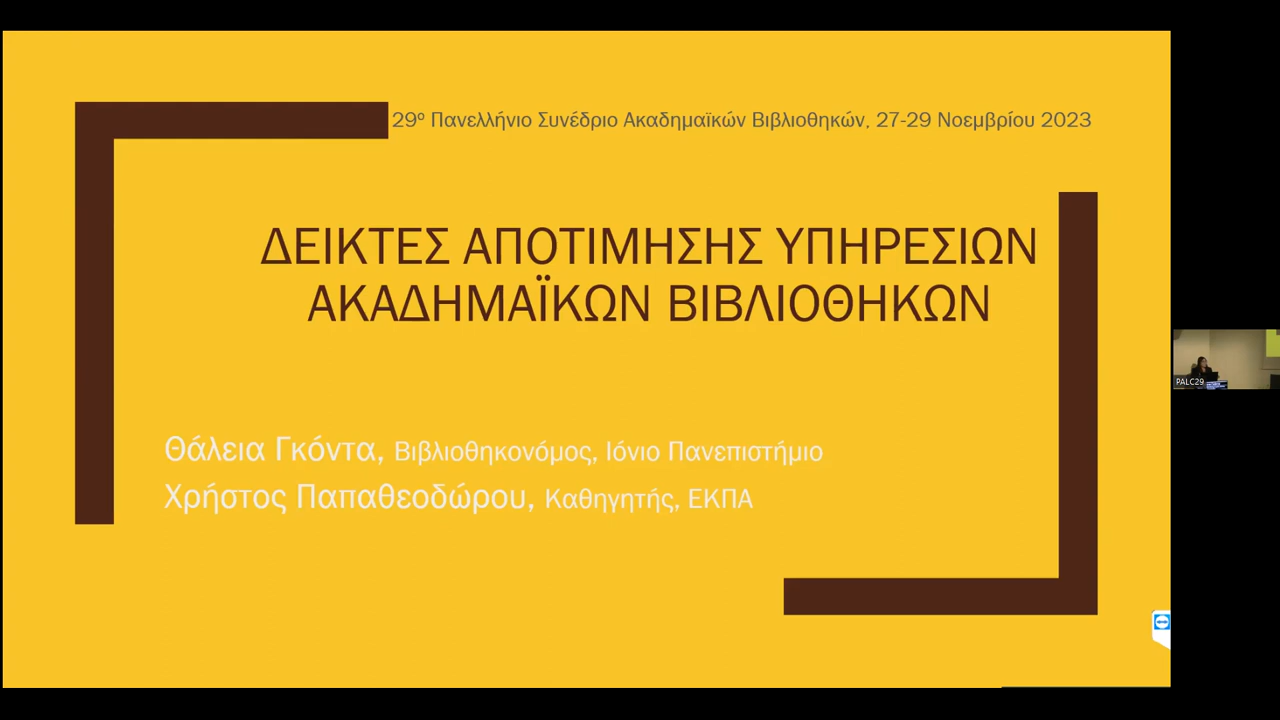 29ο Πανελλήνιο Συνέδριο Ακαδημαϊκών Βιβλιοθηκών, 27-29 Νοεμβρίου 2023
ΔΕΙΚΤΕΣ ΑΠΟΤΙΜΗΣΗΣ ΥΠΗΡΕΣΙΩΝ
ΑΚΑΔΗΜΑΪΚΩΝ ΒΙΒΛΙΟΘΗΚΩΝ
Θάλεια Γκόντα, Βιβλιοθηκονόμος, Ιόνιο Πανεπιστήμιο
Χρήστος Παπαθεοδώρου, Καθηγητής, ΕΚΠΑ
PALC29